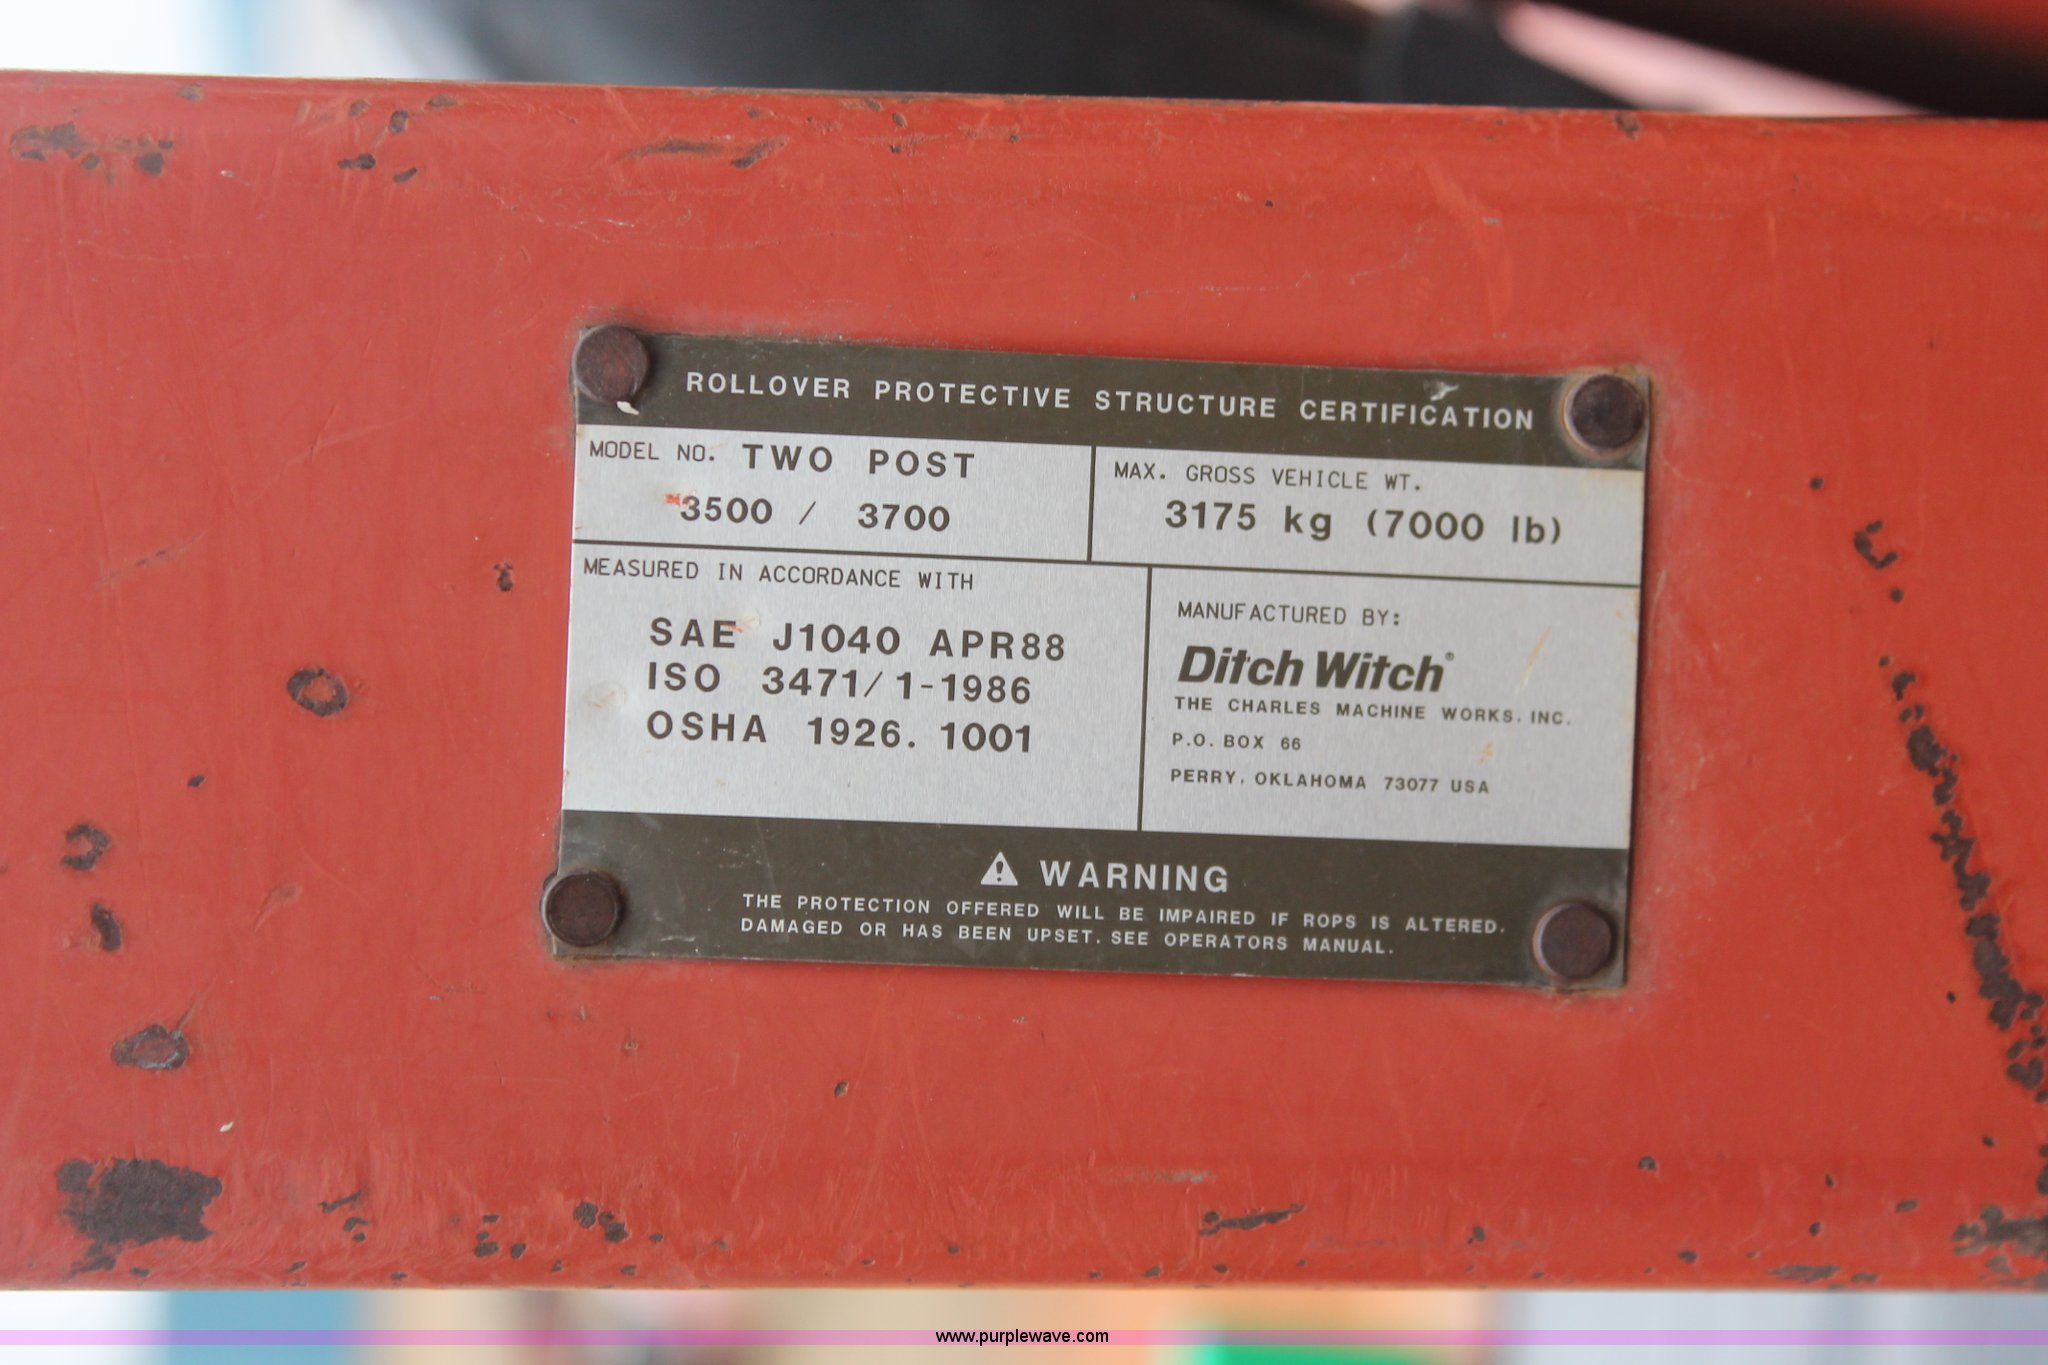 ROLLOVER PROTECTIVE STRUCTURE CERTIFICATION
MODEL NO. TWO POST
3500 / 3700
MAX. GROSS VEHICLE WT.
3175 kg (7000 lb)
MEASURED IN ACCORDANCE WITH
SAE J1040 APR88
ISO 3471/1-1986
OSHA 1926.1001
MANUFACTURED BY:
Ditch Witch®
THE CHARLES MACHINE WORKS, INC.
P.O. BOX 66
PERRY, OKLAHOMA 73077 USA
WARNING
THE PROTECTION OFFERED WILL BE IMPAIRED IF ROPS IS ALTERED,
DAMAGED OR HAS BEEN UPSET. SEE OPERATORS MANUAL.
www.purplewave.com